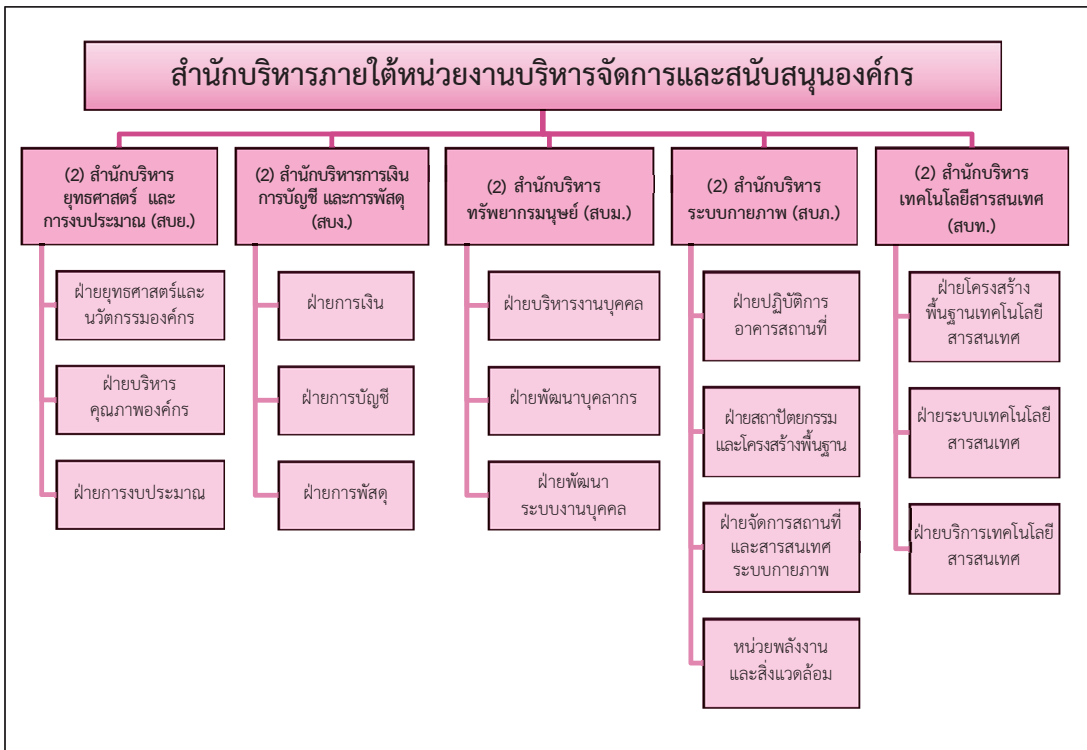 สำนักบริหารภายใต้หน่วยงานบริหารจัดการและสนับสนุนองค์กร
(2) สำนักบริหาร
ยุทธศาสตร์ และ
การงบประมาณ (สบย.)
ฝ่ายยุทธศาสตร์และ
นวัตกรรมองค์กร
ฝ่ายบริหาร
คุณภาพองค์กร
ฝ่ายการงบประมาณ
(2) สำนักบริหารการเงิน
การบัญชี และการพัสดุ
(สบง.)
ฝ่ายการเงิน
ฝ่ายการบัญชี
ฝ่ายการพัสดุ
(2) สำนักบริหาร
ทรัพยากรมนุษย์ (สบม.)
ฝ่ายบริหารงานบุคคล
ฝ่ายพัฒนาบุคลากร
ฝ่ายพัฒนา
ระบบงานบุคคล
(2) สำนักบริหาร
ระบบกายภาพ (สบภ.)
ฝ่ายปฏิบัติการ
อาคารสถานที่
ฝ่ายสถาปัตยกรรม
และโครงสร้างพื้นฐาน
ฝ่ายจัดการสถานที่
และสารสนเทศ
ระบบกายภาพ
หน่วยพลังงาน
และสิ่งแวดล้อม
(2) สำนักบริหาร
เทคโนโลยีสารสนเทศ
(สบท.)
ฝ่ายโครงสร้าง
พื้นฐานเทคโนโลยี
สารสนเทศ
ฝ่ายระบบเทคโนโลยี
สารสนเทศ
ฝ่ายบริการเทคโนโลยี
สารสนเทศ